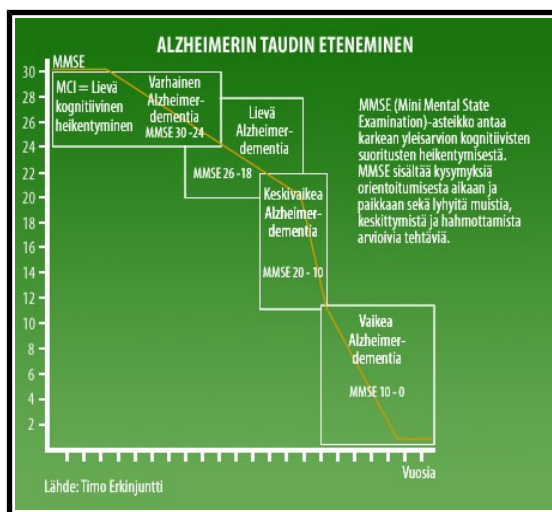 ALZHEIMERIN TAUDIN ETENEMINEN
MMSE
30
28
26
24
22
20
18
16
14
12
10
8
6
4
2
MCI = Lievä
kognitiivinen
heikentyminen
Varhainen
Alzheimer-
dementia
MMSE 30 -24
Lievä
Alzheimer-
dementia
MMSE 26 -18
Keskivaikea
Alzheimer-
dementia
MMSE 20 - 10
Vaikea
Alzheimer-
dementia
MMSE 10 - 0
MMSE (Mini Mental State
Examination)-asteikko antaa
karkean yleisarvion kognitiivisten
suoritusten heikentymisestä.
MMSE sisältää kysymyksiä
orientoitumisesta aikaan ja
paikkaan sekä lyhyitä muistia,
keskittymistä ja hahmottamista
arvioivia tehtäviä.
Vuosia
Lähde: Timo Erkinjuntti